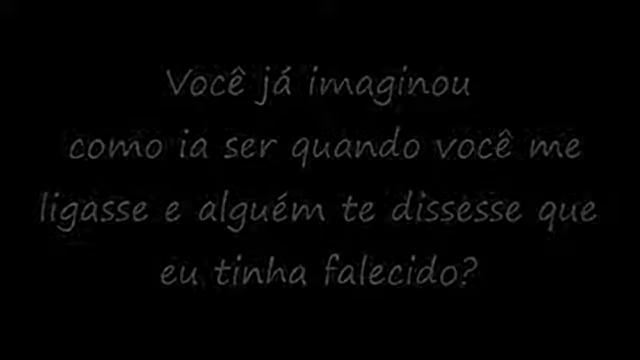 Você já imaginou
como ia ser quando você me
ligasse e alguém te dissesse que
eu tinha falecido?